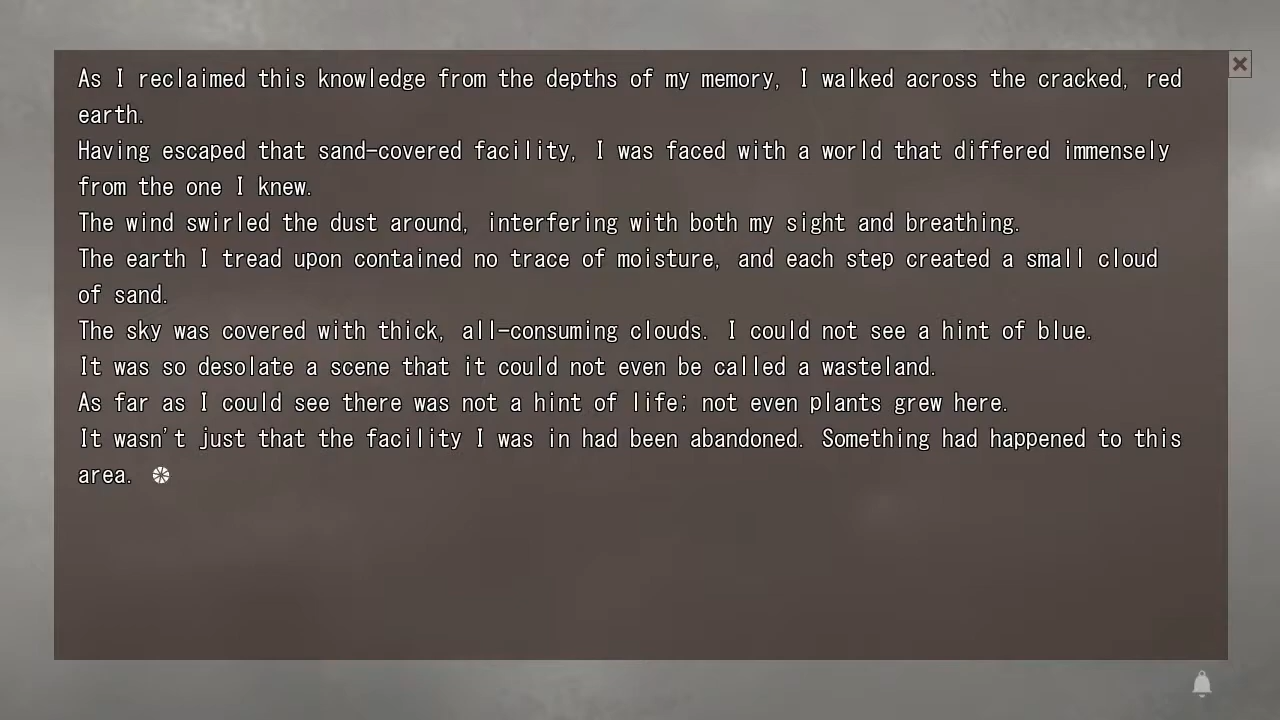 As I reclaimed this knowledge from the depths of my memory, I walked across the cracked, red
earth.
Having escaped that sand-covered facility, I was faced with a world that differed immensely
from the one I knew.
The wind swirled the dust around, interfering with both my sight and breathing.
The earth I tread upon contained no trace of moisture, and each step created a small cloud
of sand.
The sky was covered with thick, all-consuming clouds. I could not see a hint of blue.
It was so desolate a scene that it could not even be called a wasteland.
As far as I could see there was not a hint of life; not even plants grew here.
It wasn't just that the facility I was in had been abandoned. Something had happened to this
area.